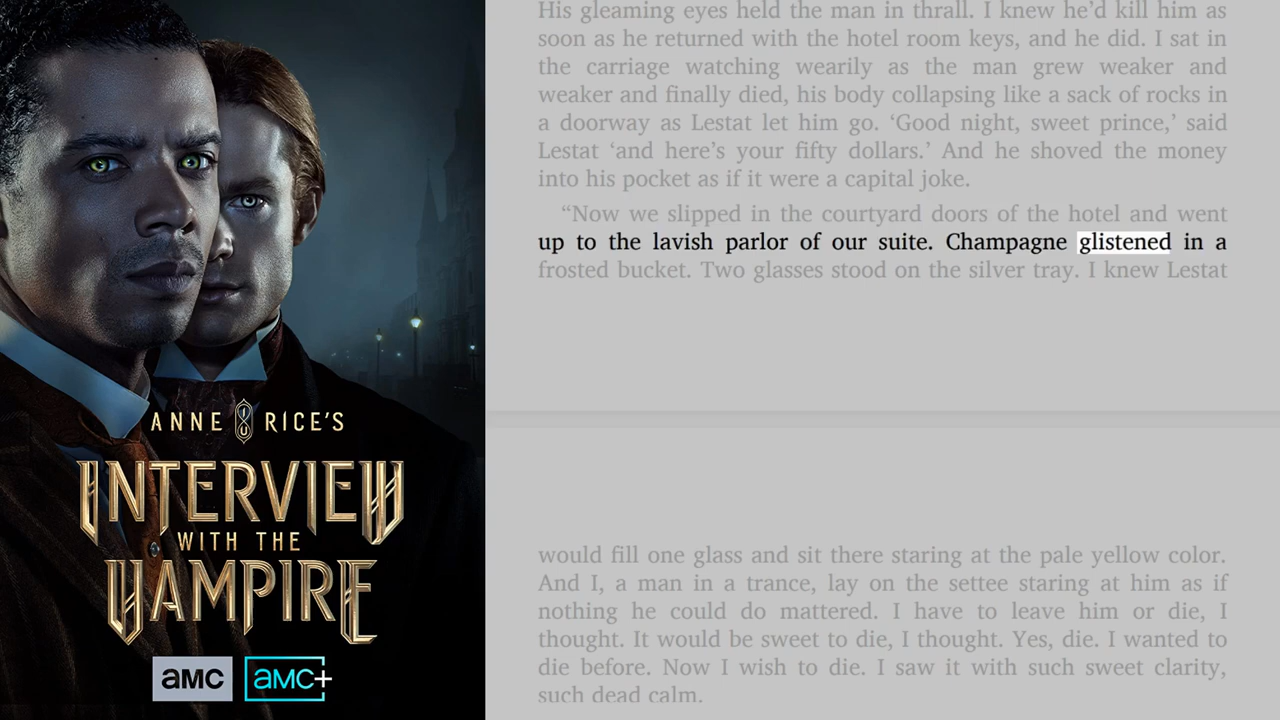 ANNE RICE'S
INTERVIEW
WITH THE
VAMPIRE
amc
amc+
His gleaming eyes held the man in thrall. I knew he’d kill him as
soon as he returned with the hotel room keys, and he did. I sat in
the carriage watching wearily as the man grew weaker and
weaker and finally died, his body collapsing like a sack of rocks in
a doorway as Lestat let him go. ‘Good night, sweet prince,’ said
Lestat ‘and here’s your fifty dollars.’ And he shoved the money
into his pocket as if it were a capital joke.
“Now we slipped in the courtyard doors of the hotel and went
up to the lavish parlor of our suite. Champagne glistened in a
frosted bucket. Two glasses stood on the silver tray. I knew Lestat
would fill one glass and sit there staring at the pale yellow color.
And I, a man in a trance, lay on the settee staring at him as if
nothing he could do mattered. I have to leave him or die, I
thought. It would be sweet to die, I thought. Yes, die. I wanted to
die before. Now I wish to die. I saw it with such sweet clarity,
such dead calm.